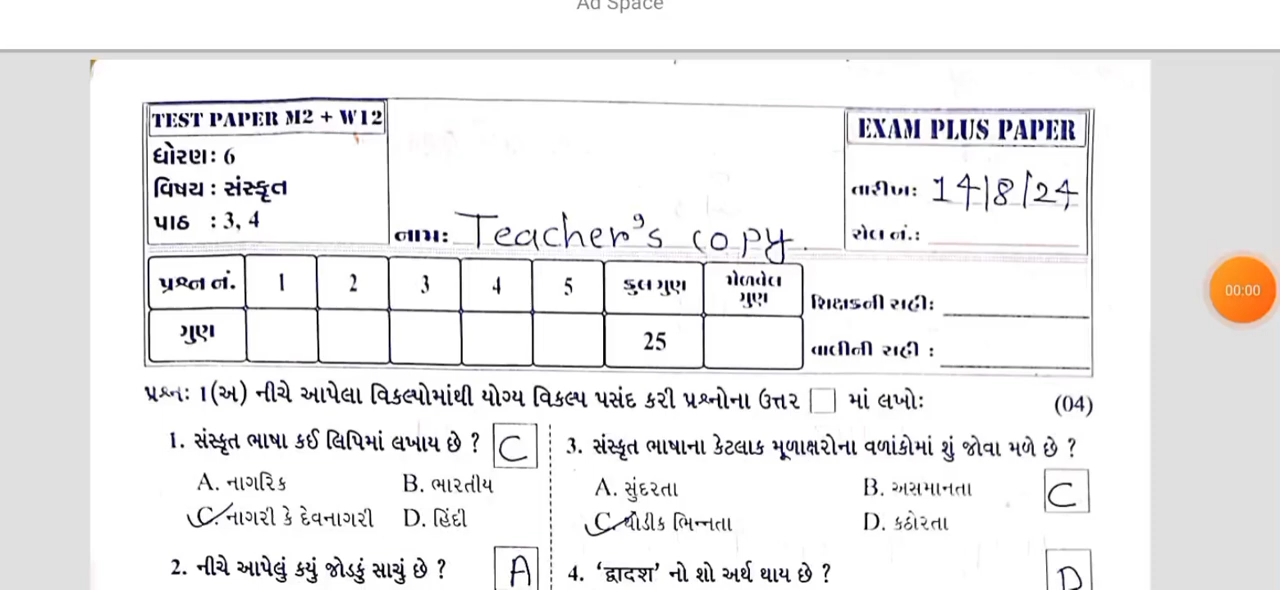 Ad Space
TEST PAPER M2 + W12
ધોરણ: 6
વિષય : સંસ્કૃત
પાઠ : 3, 4
નામ: Teacher's copy.
EXAM PLUS PAPER
તારીખ: 14/8/24
રોલ નં.:
પ્રશ્ન નં. 1 2 3 4 5 કુલ ગુણ મેળવેલ ગુણ
ગુણ 25
શિક્ષકની સહી:
વાલીની સહી :
પ્રશ્ન: 1(અ) નીચે આપેલા વિકલ્પોમાંથી યોગ્ય વિકલ્પ પસંદ કરી પ્રશ્નોના ઉત્તર □ માં લખો: (04)
1. સંસ્કૃત ભાષા કઈ લિપિમાં લખાય છે ? C
A. નાગરિક B. ભારતીય
C. નાગરી કે દેવનાગરી D. હિંદી
2. નીચે આપેલું કયું જોડકું સાચું છે ? A
3. સંસ્કૃત ભાષાના કેટલાક મૂળાક્ષરોના વળાંકોમાં શું જોવા મળે છે ?
A. સુંદરતા B. અસમાનતા C
C. થોડીક ભિન્નતા D. કઠોરતા
4. ‘द्वादश’ નો શો અર્થ થાય છે ? D
00:00